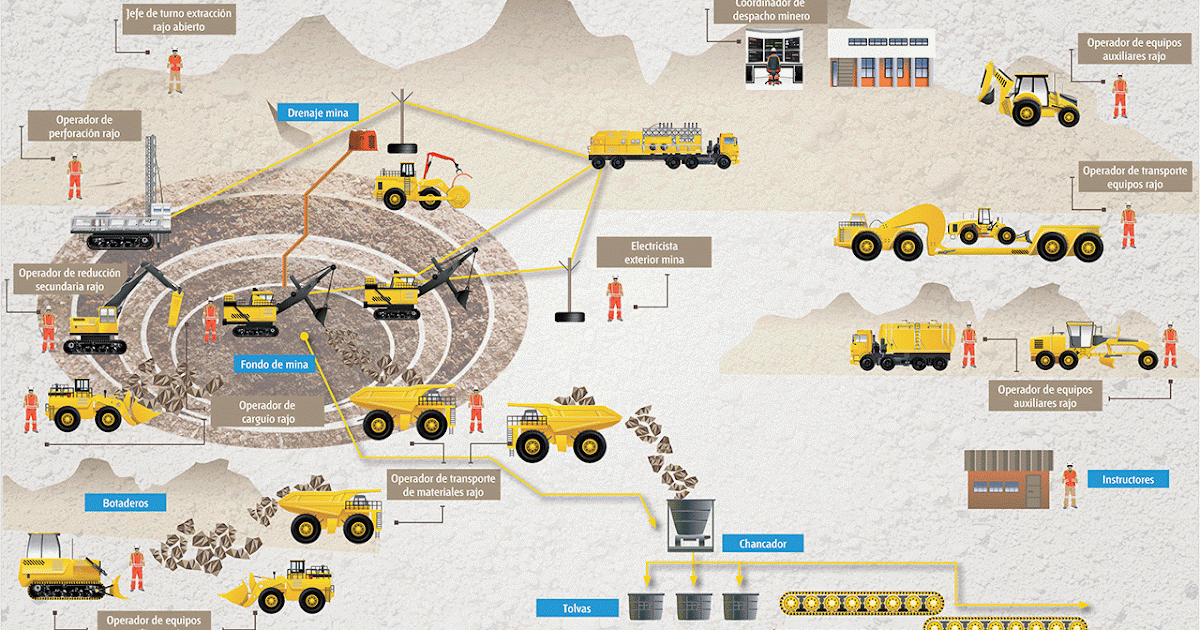 Jefe de turno extracción
rajo abierto
Coordinador de
despacho minero
Operador de equipos
auxiliares rajo
Drenaje mina
Operador de
perforación rajo
Operador de transporte
equipos rajo
Electricista
exterior mina
Operador de reducción
secundaria rajo
Fondo de mina
Operador de
carguío rajo
Operador de equipos
auxiliares rajo
Operador de transporte
de materiales rajo
Instructores
Botaderos
Chancador
Tolvas
Operador de equipos